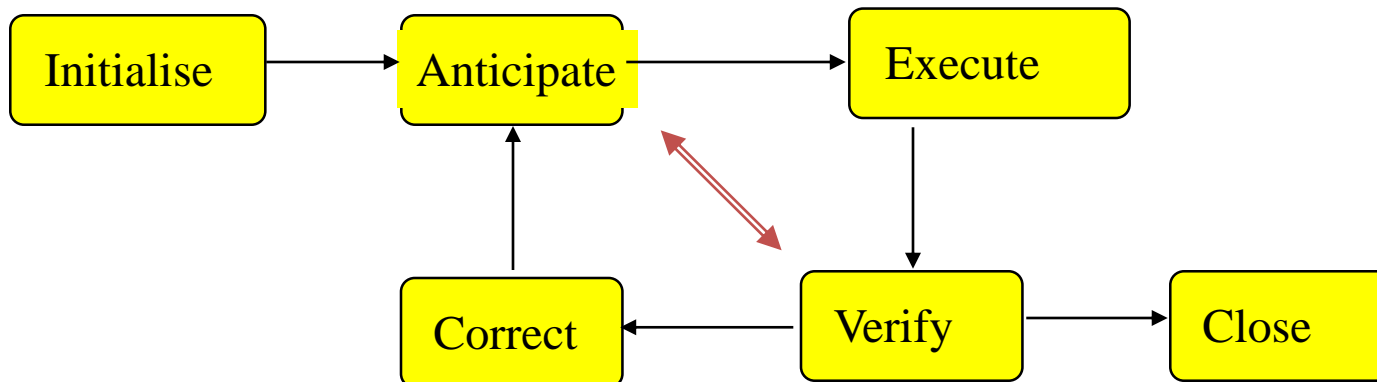 Initialise
Anticipate
Execute
Correct
Verify
Close